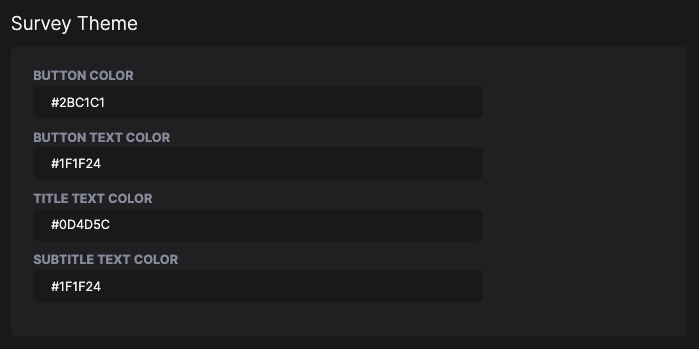 Survey Theme
BUTTON COLOR
#2BC1C1
BUTTON TEXT COLOR
#1F1F24
TITLE TEXT COLOR
#0D4D5C
SUBTITLE TEXT COLOR
#1F1F24